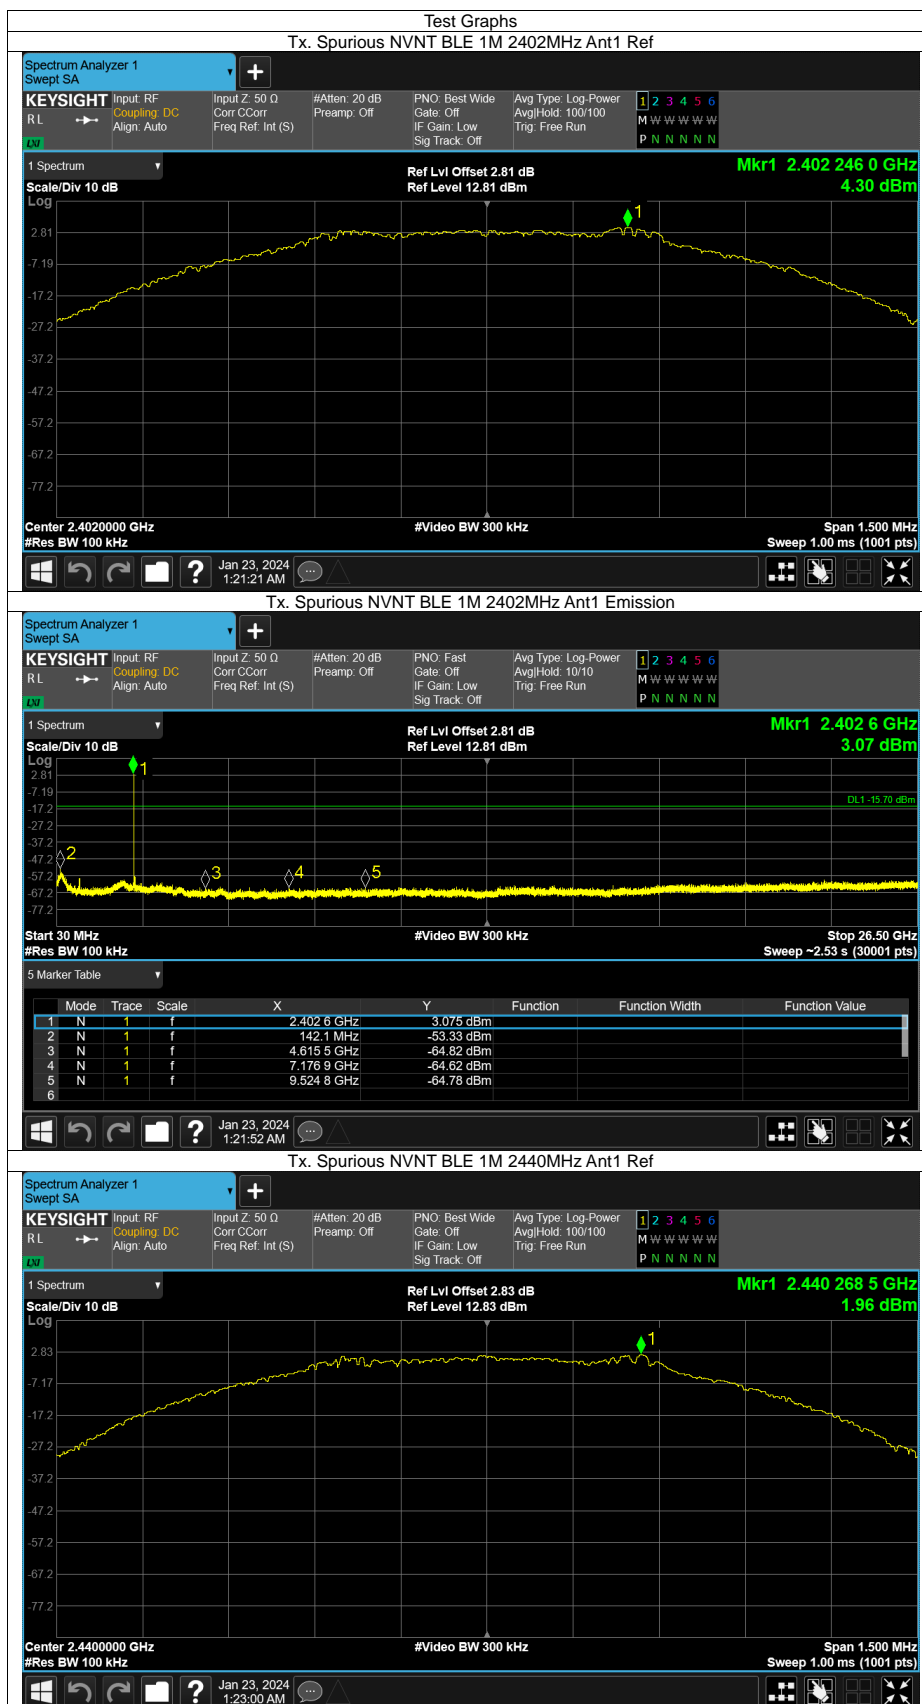 Test Graphs
Tx. Spurious NVNT BLE 1M 2402MHz Ant1 Ref
Spectrum Analyzer 1
Swept SA
+
KEYSIGHT Input: RF Input Z: 50 Ω #Atten: 20 dB PNO: Best Wide Avg Type: Log-Power 1 2 3 4 5 6
RL Coupling: DC Corr CCorr Preamp: Off Gate: Off Avg|Hold: 100/100 M W W W W W
Align: Auto Freq Ref: Int (S) IF Gain: Low Trig: Free Run
LXI Sig Track: Off P N N N N N
1 Spectrum
Ref Lvl Offset 2.81 dB Mkr1 2.402 246 0 GHz
Scale/Div 10 dB Ref Level 12.81 dBm 4.30 dBm
Log
1
2.81
-7.19
-17.2
-27.2
-37.2
-47.2
-57.2
-67.2
-77.2
Center 2.4020000 GHz #Video BW 300 kHz Span 1.500 MHz
#Res BW 100 kHz Sweep 1.00 ms (1001 pts)
? Jan 23, 2024
1:21:21 AM
Tx. Spurious NVNT BLE 1M 2402MHz Ant1 Emission
Spectrum Analyzer 1
Swept SA
+
KEYSIGHT Input: RF Input Z: 50 Ω #Atten: 20 dB PNO: Fast Avg Type: Log-Power 1 2 3 4 5 6
RL Coupling: DC Corr CCorr Preamp: Off Gate: Off Avg|Hold: 10/10 M W W W W W
Align: Auto Freq Ref: Int (S) IF Gain: Low Trig: Free Run
LXI Sig Track: Off P N N N N N
1 Spectrum
Ref Lvl Offset 2.81 dB Mkr1 2.402 6 GHz
Scale/Div 10 dB Ref Level 12.81 dBm 3.07 dBm
Log
1
2.81
-7.19
DL1 -15.70 dBm
-17.2
-27.2
-37.2
-47.2
2
-57.2
3 4 5
-67.2
-77.2
Start 30 MHz #Video BW 300 kHz Stop 26.50 GHz
#Res BW 100 kHz Sweep ~2.53 s (30001 pts)
5 Marker Table
Mode Trace Scale X Y Function Function Width Function Value
1 N 1 f 2.402 6 GHz 3.075 dBm
2 N 1 f 142.1 MHz -53.33 dBm
3 N 1 f 4.615 5 GHz -64.82 dBm
4 N 1 f 7.176 9 GHz -64.62 dBm
5 N 1 f 9.524 8 GHz -64.78 dBm
6
? Jan 23, 2024
1:21:52 AM
Tx. Spurious NVNT BLE 1M 2440MHz Ant1 Ref
Spectrum Analyzer 1
Swept SA
+
KEYSIGHT Input: RF Input Z: 50 Ω #Atten: 20 dB PNO: Best Wide Avg Type: Log-Power 1 2 3 4 5 6
RL Coupling: DC Corr CCorr Preamp: Off Gate: Off Avg|Hold: 100/100 M W W W W W
Align: Auto Freq Ref: Int (S) IF Gain: Low Trig: Free Run
LXI Sig Track: Off P N N N N N
1 Spectrum
Ref Lvl Offset 2.83 dB Mkr1 2.440 268 5 GHz
Scale/Div 10 dB Ref Level 12.83 dBm 1.96 dBm
Log
1
2.83
-7.17
-17.2
-27.2
-37.2
-47.2
-57.2
-67.2
-77.2
Center 2.4400000 GHz #Video BW 300 kHz Span 1.500 MHz
#Res BW 100 kHz Sweep 1.00 ms (1001 pts)
? Jan 23, 2024
1:23:00 AM